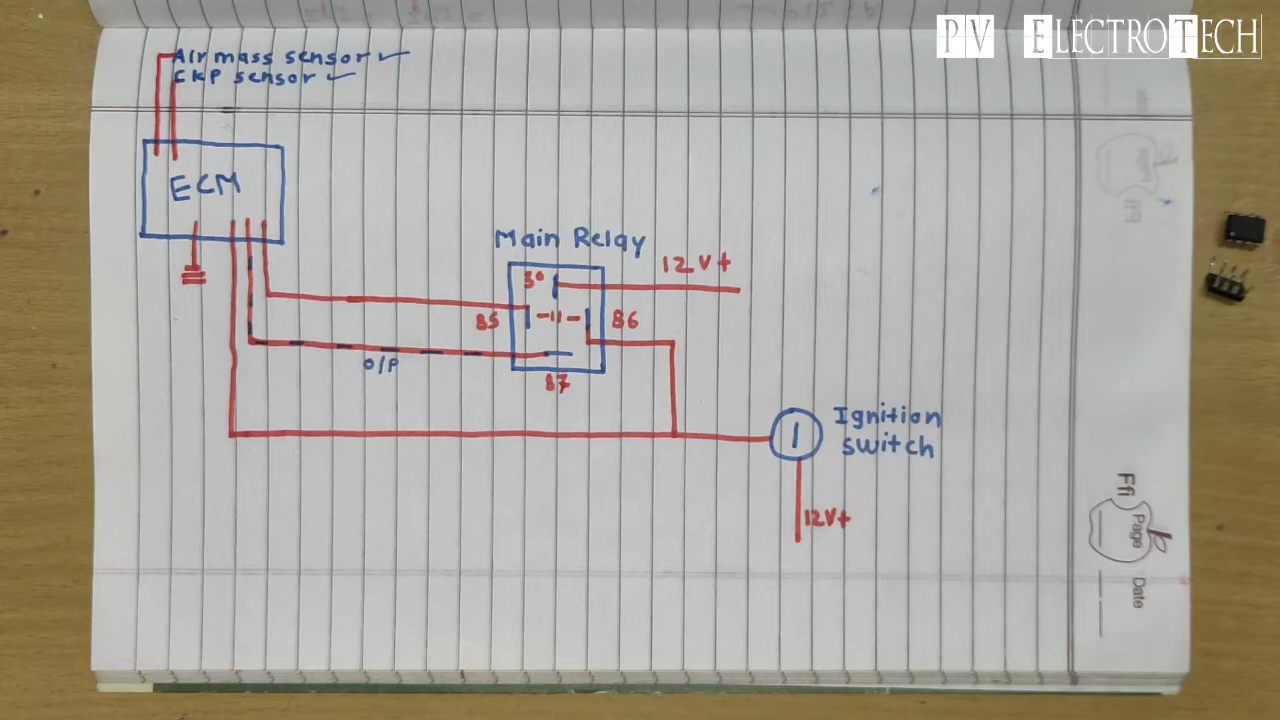 PV ELECTROTECH
Air mass sensor
CKP sensor
ECM
Main Relay
30
12V+
85
86
O/P
87
Ignition
switch
12V+
Ffi
Page
Date